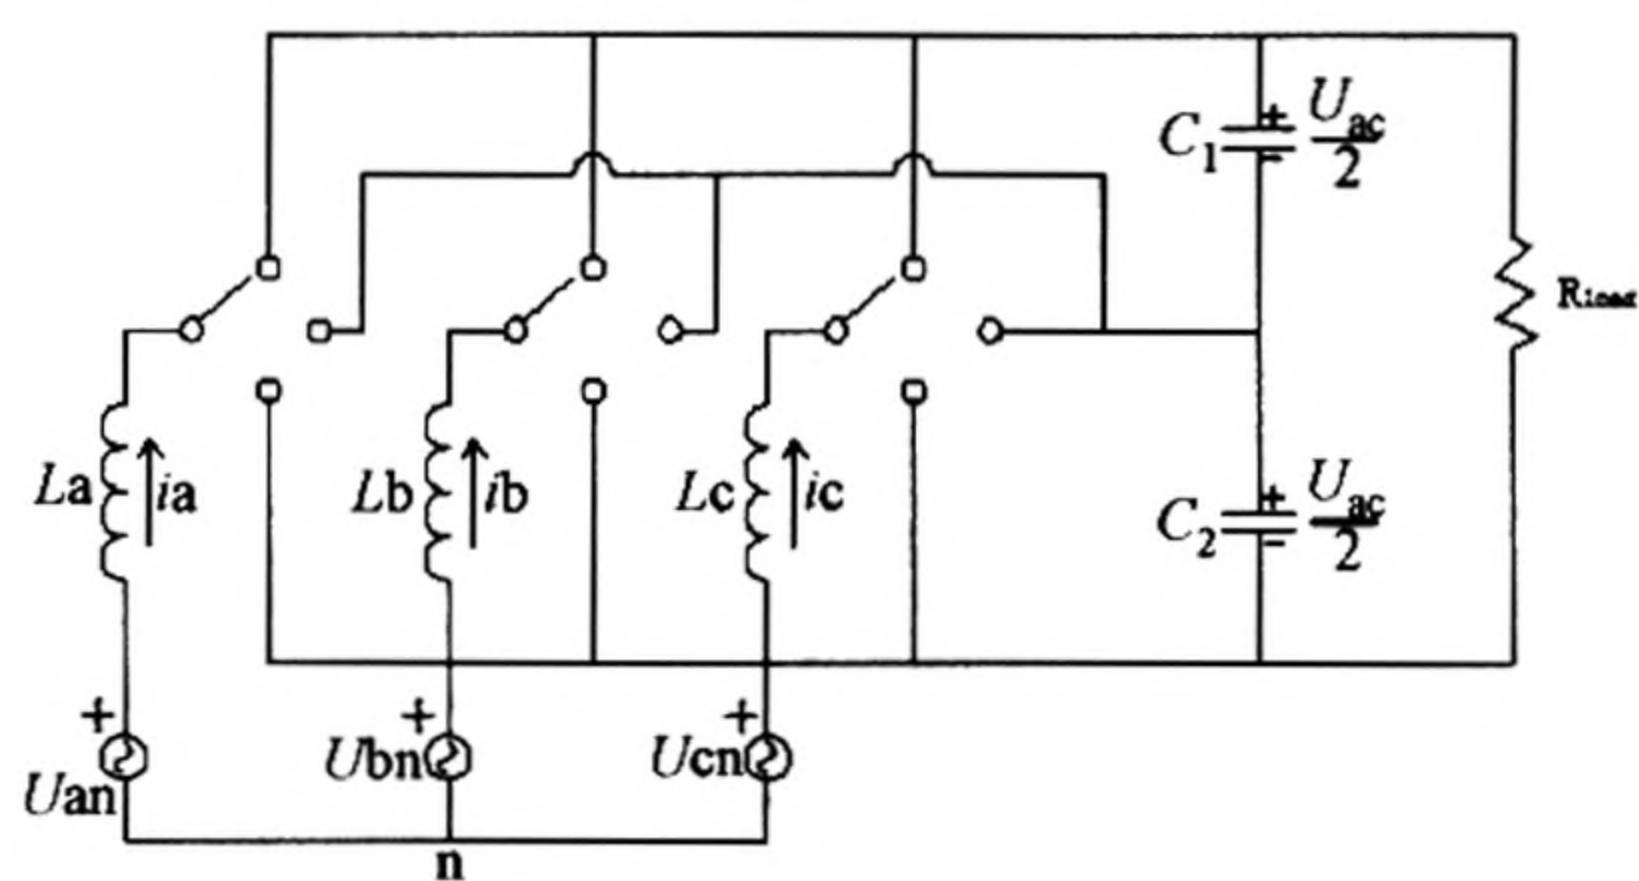 C1 + Uac/2 -
La ia Lb ib Lc ic
C2 + Uac/2 -
+ + +
Uan Ubn Ucn
n